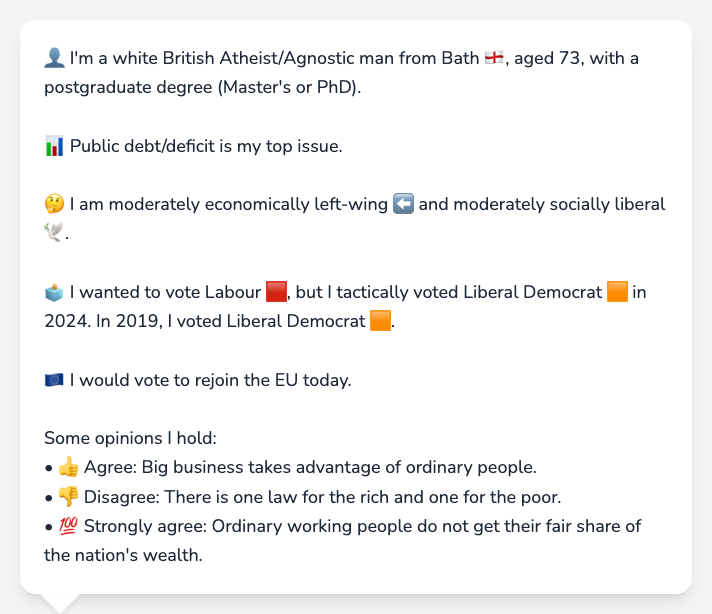 👤 I'm a white British Atheist/Agnostic man from Bath 🏴󠁧󠁢󠁥󠁮󠁧󠁿, aged 73, with a
postgraduate degree (Master's or PhD).
📊 Public debt/deficit is my top issue.
🤔 I am moderately economically left-wing ⬅️ and moderately socially liberal
🕊️.
🗳️ I wanted to vote Labour 🟥, but I tactically voted Liberal Democrat 🟧 in
2024. In 2019, I voted Liberal Democrat 🟧.
🇪🇺 I would vote to rejoin the EU today.
Some opinions I hold:
• 👍 Agree: Big business takes advantage of ordinary people.
• 👎 Disagree: There is one law for the rich and one for the poor.
• 💯 Strongly agree: Ordinary working people do not get their fair share of
the nation's wealth.